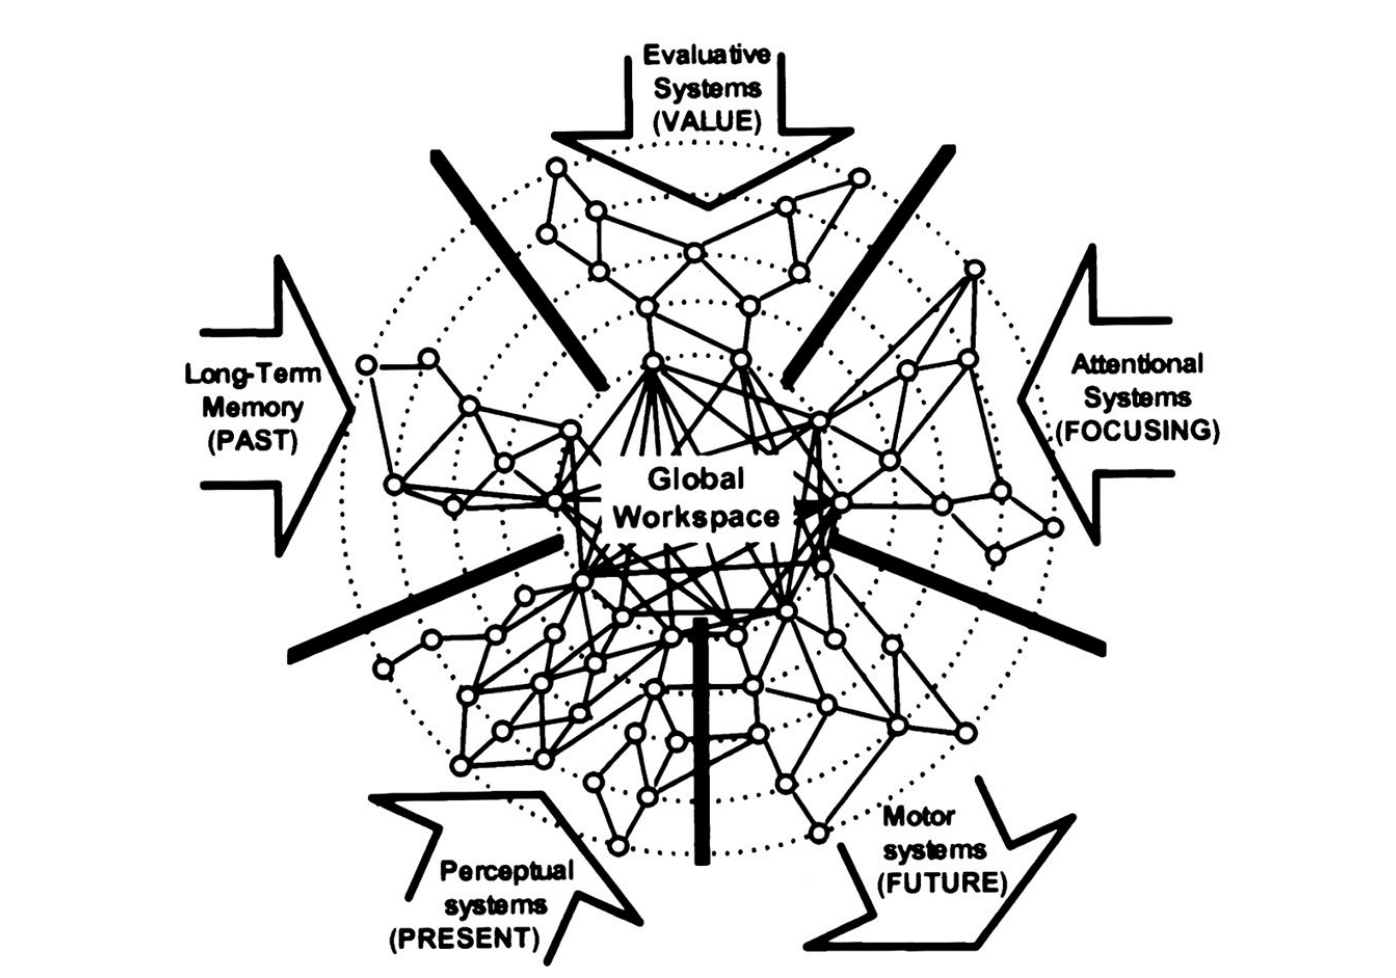 Evaluative
Systems
(VALUE)
Long-Term
Memory
(PAST)
Attentional
Systems
(FOCUSING)
Global
Workspace
Motor
systems
(FUTURE)
Perceptual
systems
(PRESENT)